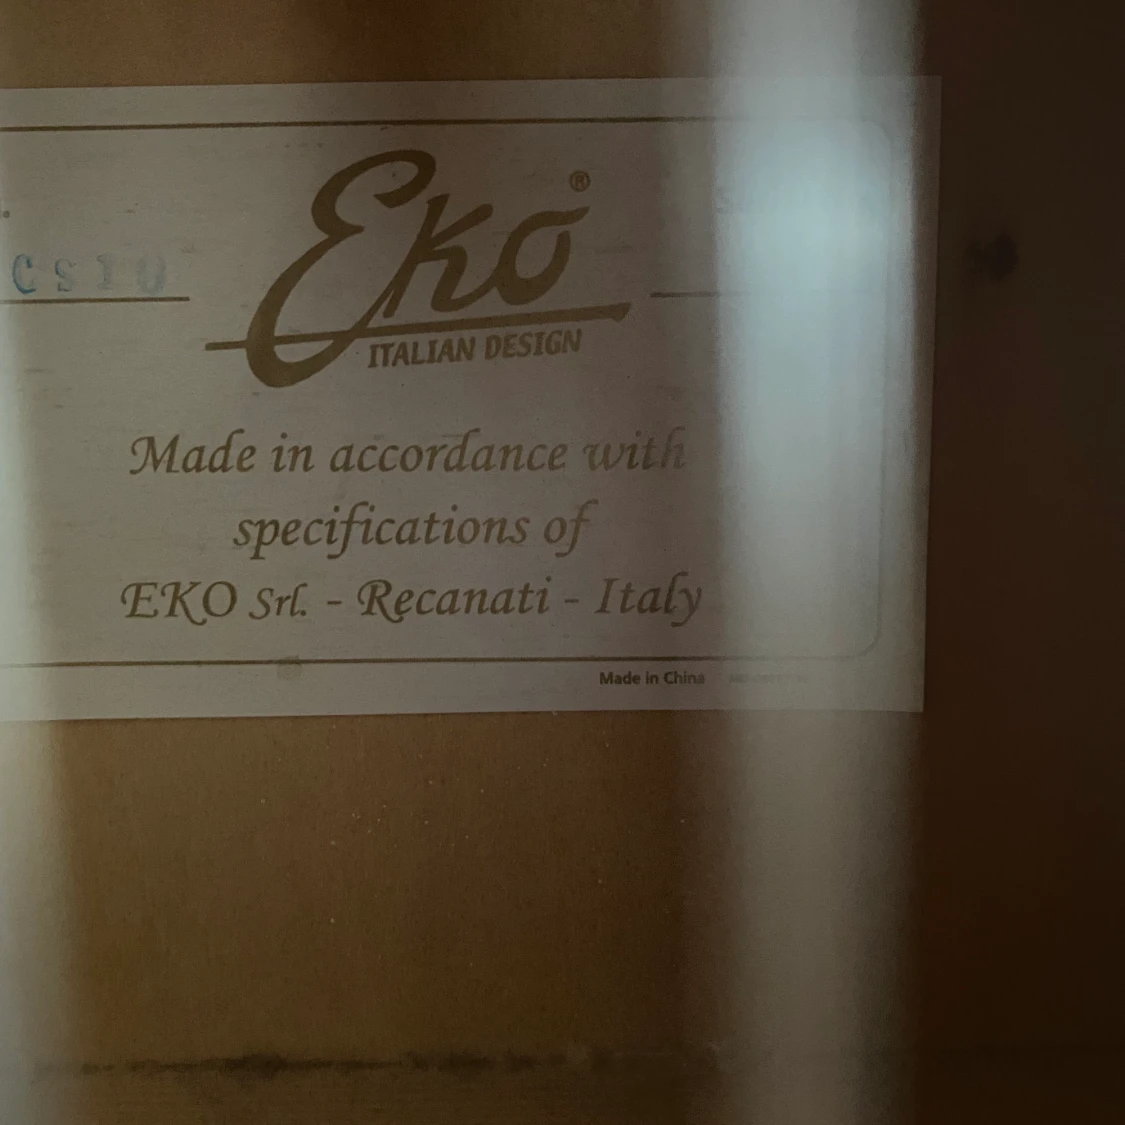 CS10
Eko®
ITALIAN DESIGN
Made in accordance with
specifications of
EKO Srl. - Recanati - Italy
Made in China